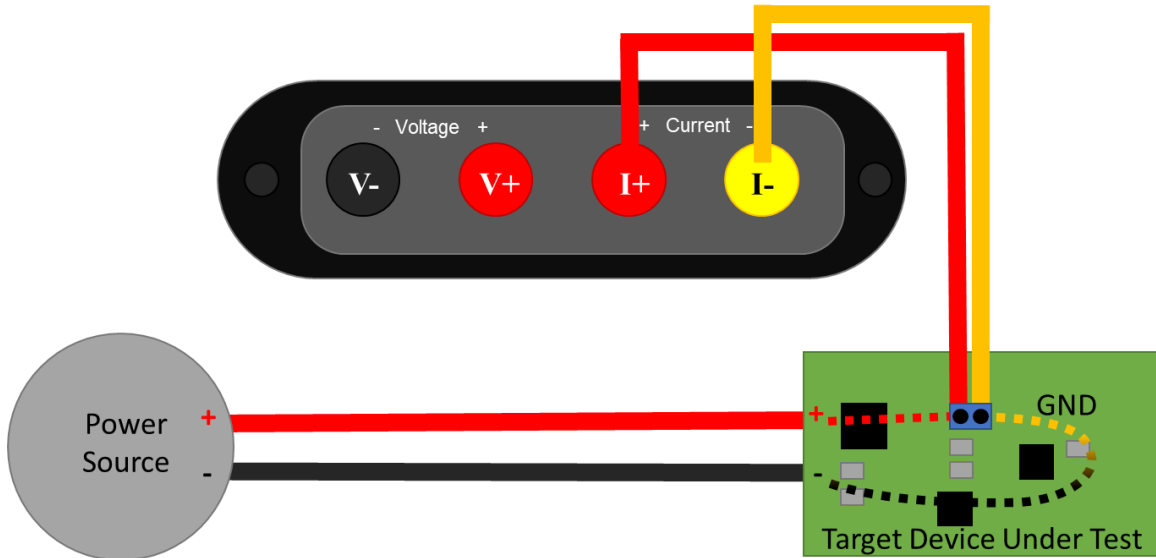 - Voltage +
+ Current -
V-
V+
I+
I-
Power
Source
+
-
+
-
GND
Target Device Under Test